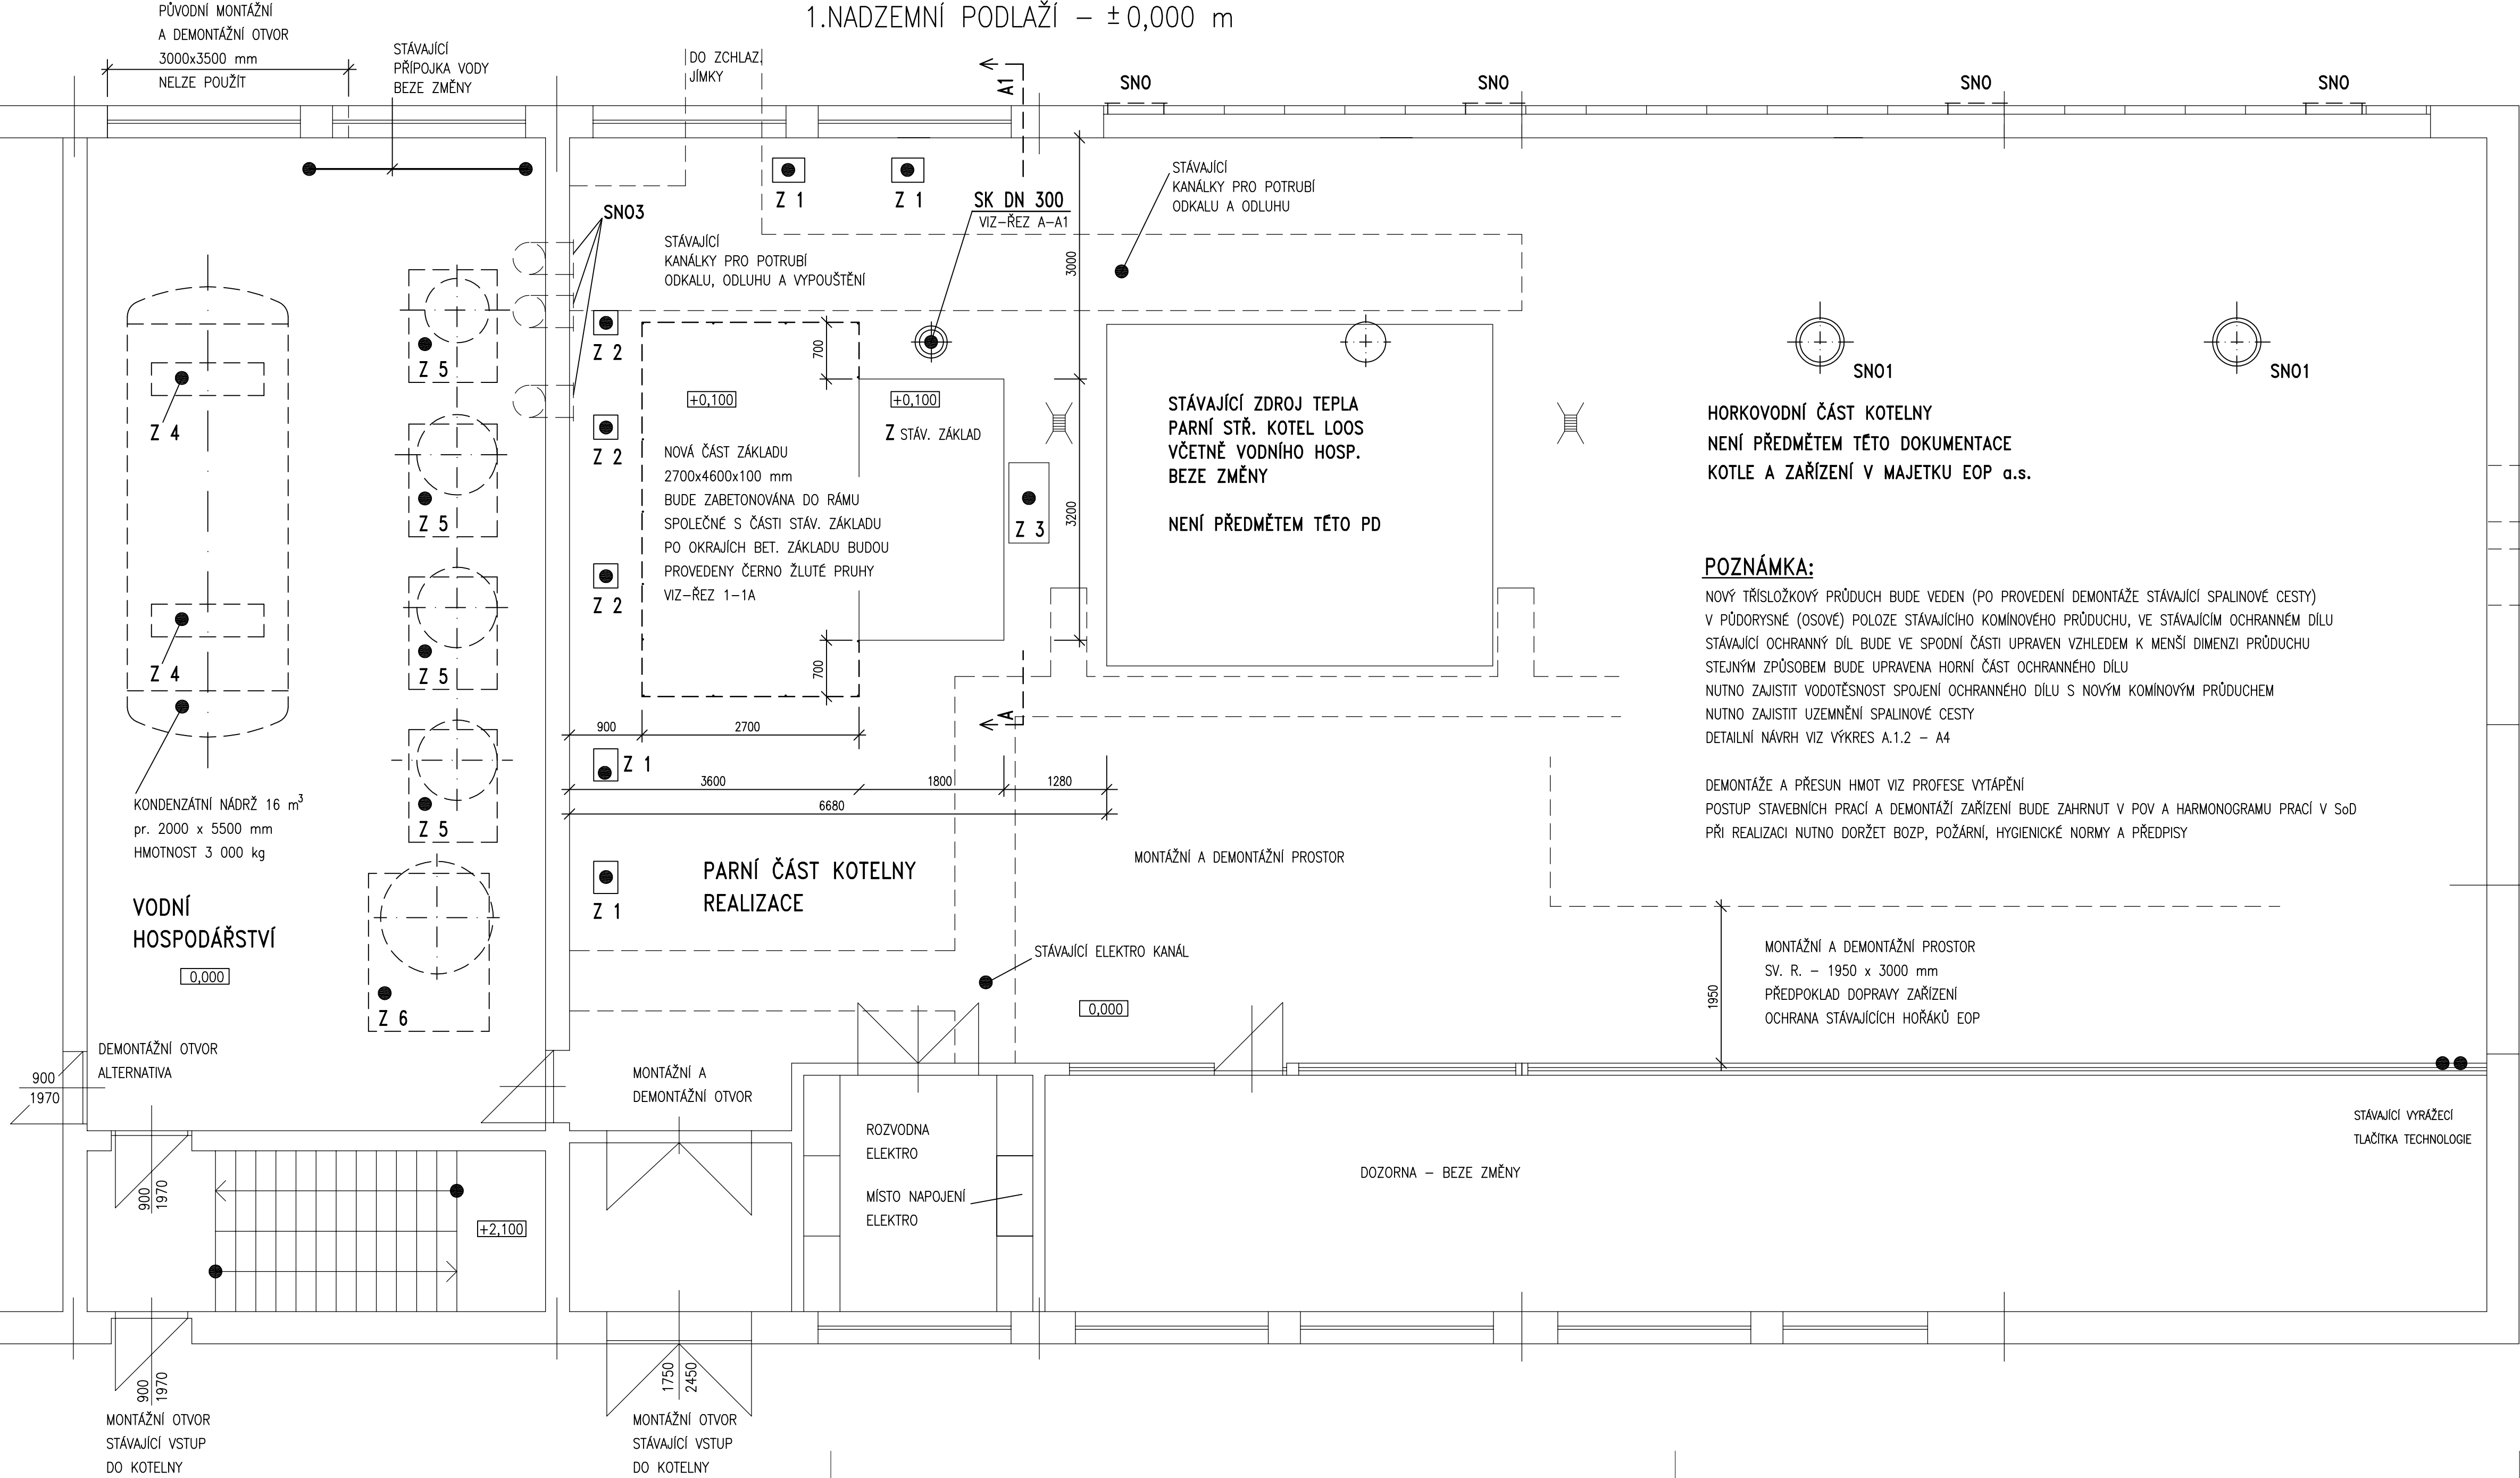 1.NADZEMNÍ PODLAŽÍ – ±0,000 m
PŮVODNÍ MONTÁŽNÍ
A DEMONTÁŽNÍ OTVOR
3000x3500 mm
NELZE POUŽÍT
STÁVAJÍCÍ
PŘÍPOJKA VODY
BEZE ZMĚNY
DO ZCHLAZ.
JÍMKY
A1
SNO
SNO
SNO
SNO
Z 1
Z 1
SK DN 300
VIZ–ŘEZ A–A1
STÁVAJÍCÍ
KANÁLKY PRO POTRUBÍ
ODKALU A ODLUHU
SNO3
STÁVAJÍCÍ
KANÁLKY PRO POTRUBÍ
ODKALU, ODLUHU A VYPOUŠTĚNÍ
3000
Z 5
Z 2
700
SNO1
SNO1
Z 4
+0,100
+0,100
Z STÁV. ZÁKLAD
Z 2
NOVÁ ČÁST ZÁKLADU
2700x4600x100 mm
BUDE ZABETONOVÁNA DO RÁMU
SPOLEČNÉ S ČÁSTI STÁV. ZÁKLADU
PO OKRAJÍCH BET. ZÁKLADU BUDOU
PROVEDENY ČERNO ŽLUTÉ PRUHY
VIZ–ŘEZ 1–1A
STÁVAJÍCÍ ZDROJ TEPLA
PARNÍ STŘ. KOTEL LOOS
VČETNĚ VODNÍHO HOSP.
BEZE ZMĚNY
NENÍ PŘEDMĚTEM TÉTO PD
HORKOVODNÍ ČÁST KOTELNY
NENÍ PŘEDMĚTEM TÉTO DOKUMENTACE
KOTLE A ZAŘÍZENÍ V MAJETKU EOP a.s.
Z 5
Z 3
3200
Z 2
Z 4
Z 5
700
POZNÁMKA:
NOVÝ TŘÍSLOŽKOVÝ PRŮDUCH BUDE VEDEN (PO PROVEDENÍ DEMONTÁŽE STÁVAJÍCÍ SPALINOVÉ CESTY)
V PŮDORYSNÉ (OSOVÉ) POLOZE STÁVAJÍCÍHO KOMÍNOVÉHO PRŮDUCHU, VE STÁVAJÍCÍM OCHRANNÉM DÍLU
STÁVAJÍCÍ OCHRANNÝ DÍL BUDE VE SPODNÍ ČÁSTI UPRAVEN VZHLEDEM K MENŠÍ DIMENZI PRŮDUCHU
STEJNÝM ZPŮSOBEM BUDE UPRAVENA HORNÍ ČÁST OCHRANNÉHO DÍLU
NUTNO ZAJISTIT VODOTĚSNOST SPOJENÍ OCHRANNÉHO DÍLU S NOVÝM KOMÍNOVÝM PRŮDUCHEM
NUTNO ZAJISTIT UZEMNĚNÍ SPALINOVÉ CESTY
DETAILNÍ NÁVRH VIZ VÝKRES A.1.2 – A4
DEMONTÁŽE A PŘESUN HMOT VIZ PROFESE VYTÁPĚNÍ
POSTUP STAVEBNÍCH PRACÍ A DEMONTÁŽÍ ZAŘÍZENÍ BUDE ZAHRNUT V POV A HARMONOGRAMU PRACÍ V SoD
PŘI REALIZACI NUTNO DORŽET BOZP, POŽÁRNÍ, HYGIENICKÉ NORMY A PŘEDPISY
A
900
2700
Z 1
3600
1800
1280
6680
KONDENZÁTNÍ NÁDRŽ 16 m³
pr. 2000 x 5500 mm
HMOTNOST 3 000 kg
Z 5
MONTÁŽNÍ A DEMONTÁŽNÍ PROSTOR
PARNÍ ČÁST KOTELNY
REALIZACE
Z 1
VODNÍ
HOSPODÁŘSTVÍ
0,000
Z 6
STÁVAJÍCÍ ELEKTRO KANÁL
0,000
1950
MONTÁŽNÍ A DEMONTÁŽNÍ PROSTOR
SV. R. – 1950 x 3000 mm
PŘEDPOKLAD DOPRAVY ZAŘÍZENÍ
OCHRANA STÁVAJÍCÍCH HOŘÁKŮ EOP
DEMONTÁŽNÍ OTVOR
ALTERNATIVA
900
1970
MONTÁŽNÍ A
DEMONTÁŽNÍ OTVOR
ROZVODNA
ELEKTRO
MÍSTO NAPOJENÍ
ELEKTRO
STÁVAJÍCÍ VYRÁŽECÍ
TLAČÍTKA TECHNOLOGIE
DOZORNA – BEZE ZMĚNY
900
1970
+2,100
900
1970
1750
2450
MONTÁŽNÍ OTVOR
STÁVAJÍCÍ VSTUP
DO KOTELNY
MONTÁŽNÍ OTVOR
STÁVAJÍCÍ VSTUP
DO KOTELNY